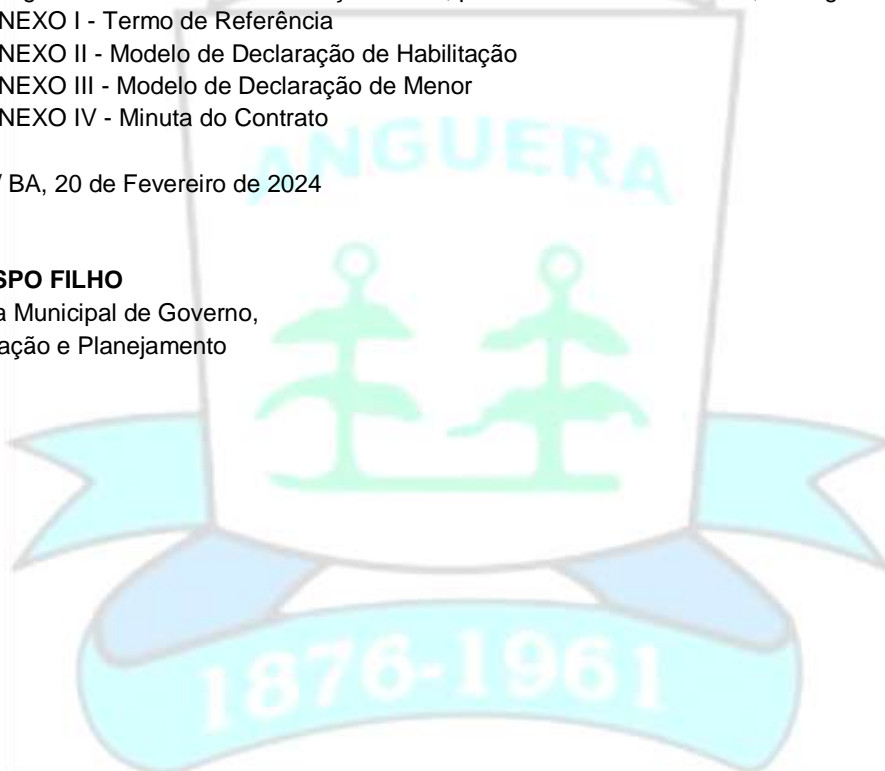 NEXO I - Termo de Referência
NEXO II - Modelo de Declaração de Habilitação
NEXO III - Modelo de Declaração de Menor
NEXO IV - Minuta do Contrato
/ BA, 20 de Fevereiro de 2024
ANGUERA
SPO FILHO
a Municipal de Governo,
ação e Planejamento
1876-1961